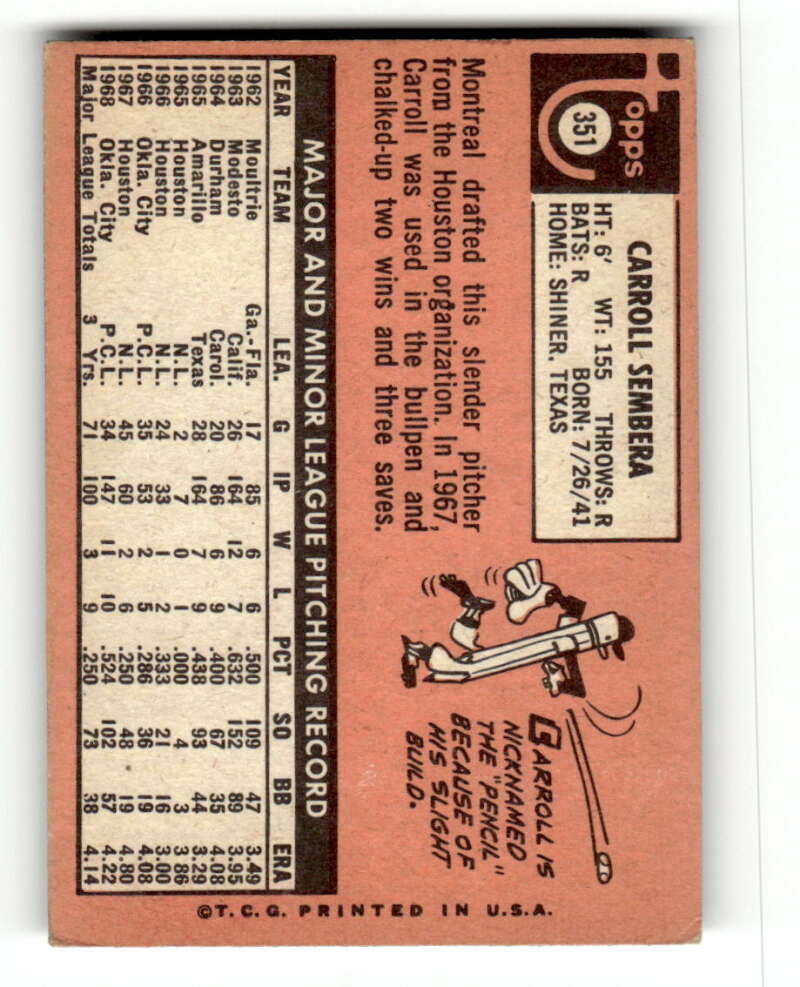 Topps
351
CARROLL SEMBERA
HT: 6' WT: 155 THROWS: R
BATS: R BORN: 7/26/41
HOME: SHINER, TEXAS
Montreal drafted this slender pitcher
from the Houston organization. In 1967,
Carroll was used in the bullpen and
chalked-up two wins and three saves.
CARROLL IS
NICKNAMED
THE "PENCIL"
BECAUSE OF
HIS SLIGHT
BUILD.
MAJOR AND MINOR LEAGUE PITCHING RECORD
YEAR TEAM LEA. G IP W L PCT SO BB ERA
1962 Moultrie Ga.-Fla. 17 85 6 6 .500 109 47 3.49
1963 Modesto Calif. 26 164 12 7 .632 152 89 3.95
1964 Durham Carol. 20 86 6 9 .400 67 35 4.08
1965 Amarillo Texas 28 164 7 9 .438 93 44 3.29
1965 Houston N.L. 2 7 0 1 .000 4 3 3.86
1966 Houston N.L. 24 33 1 2 .333 21 16 3.00
1966 Okla. City P.C.L. 35 53 2 5 .286 36 19 4.08
1967 Houston N.L. 45 60 2 6 .250 48 19 4.80
1968 Okla. City P.C.L. 34 147 11 10 .524 102 57 4.22
Major League Totals 3 Yrs. 71 100 3 9 .250 73 38 4.14
©T.C.G. PRINTED IN U.S.A.